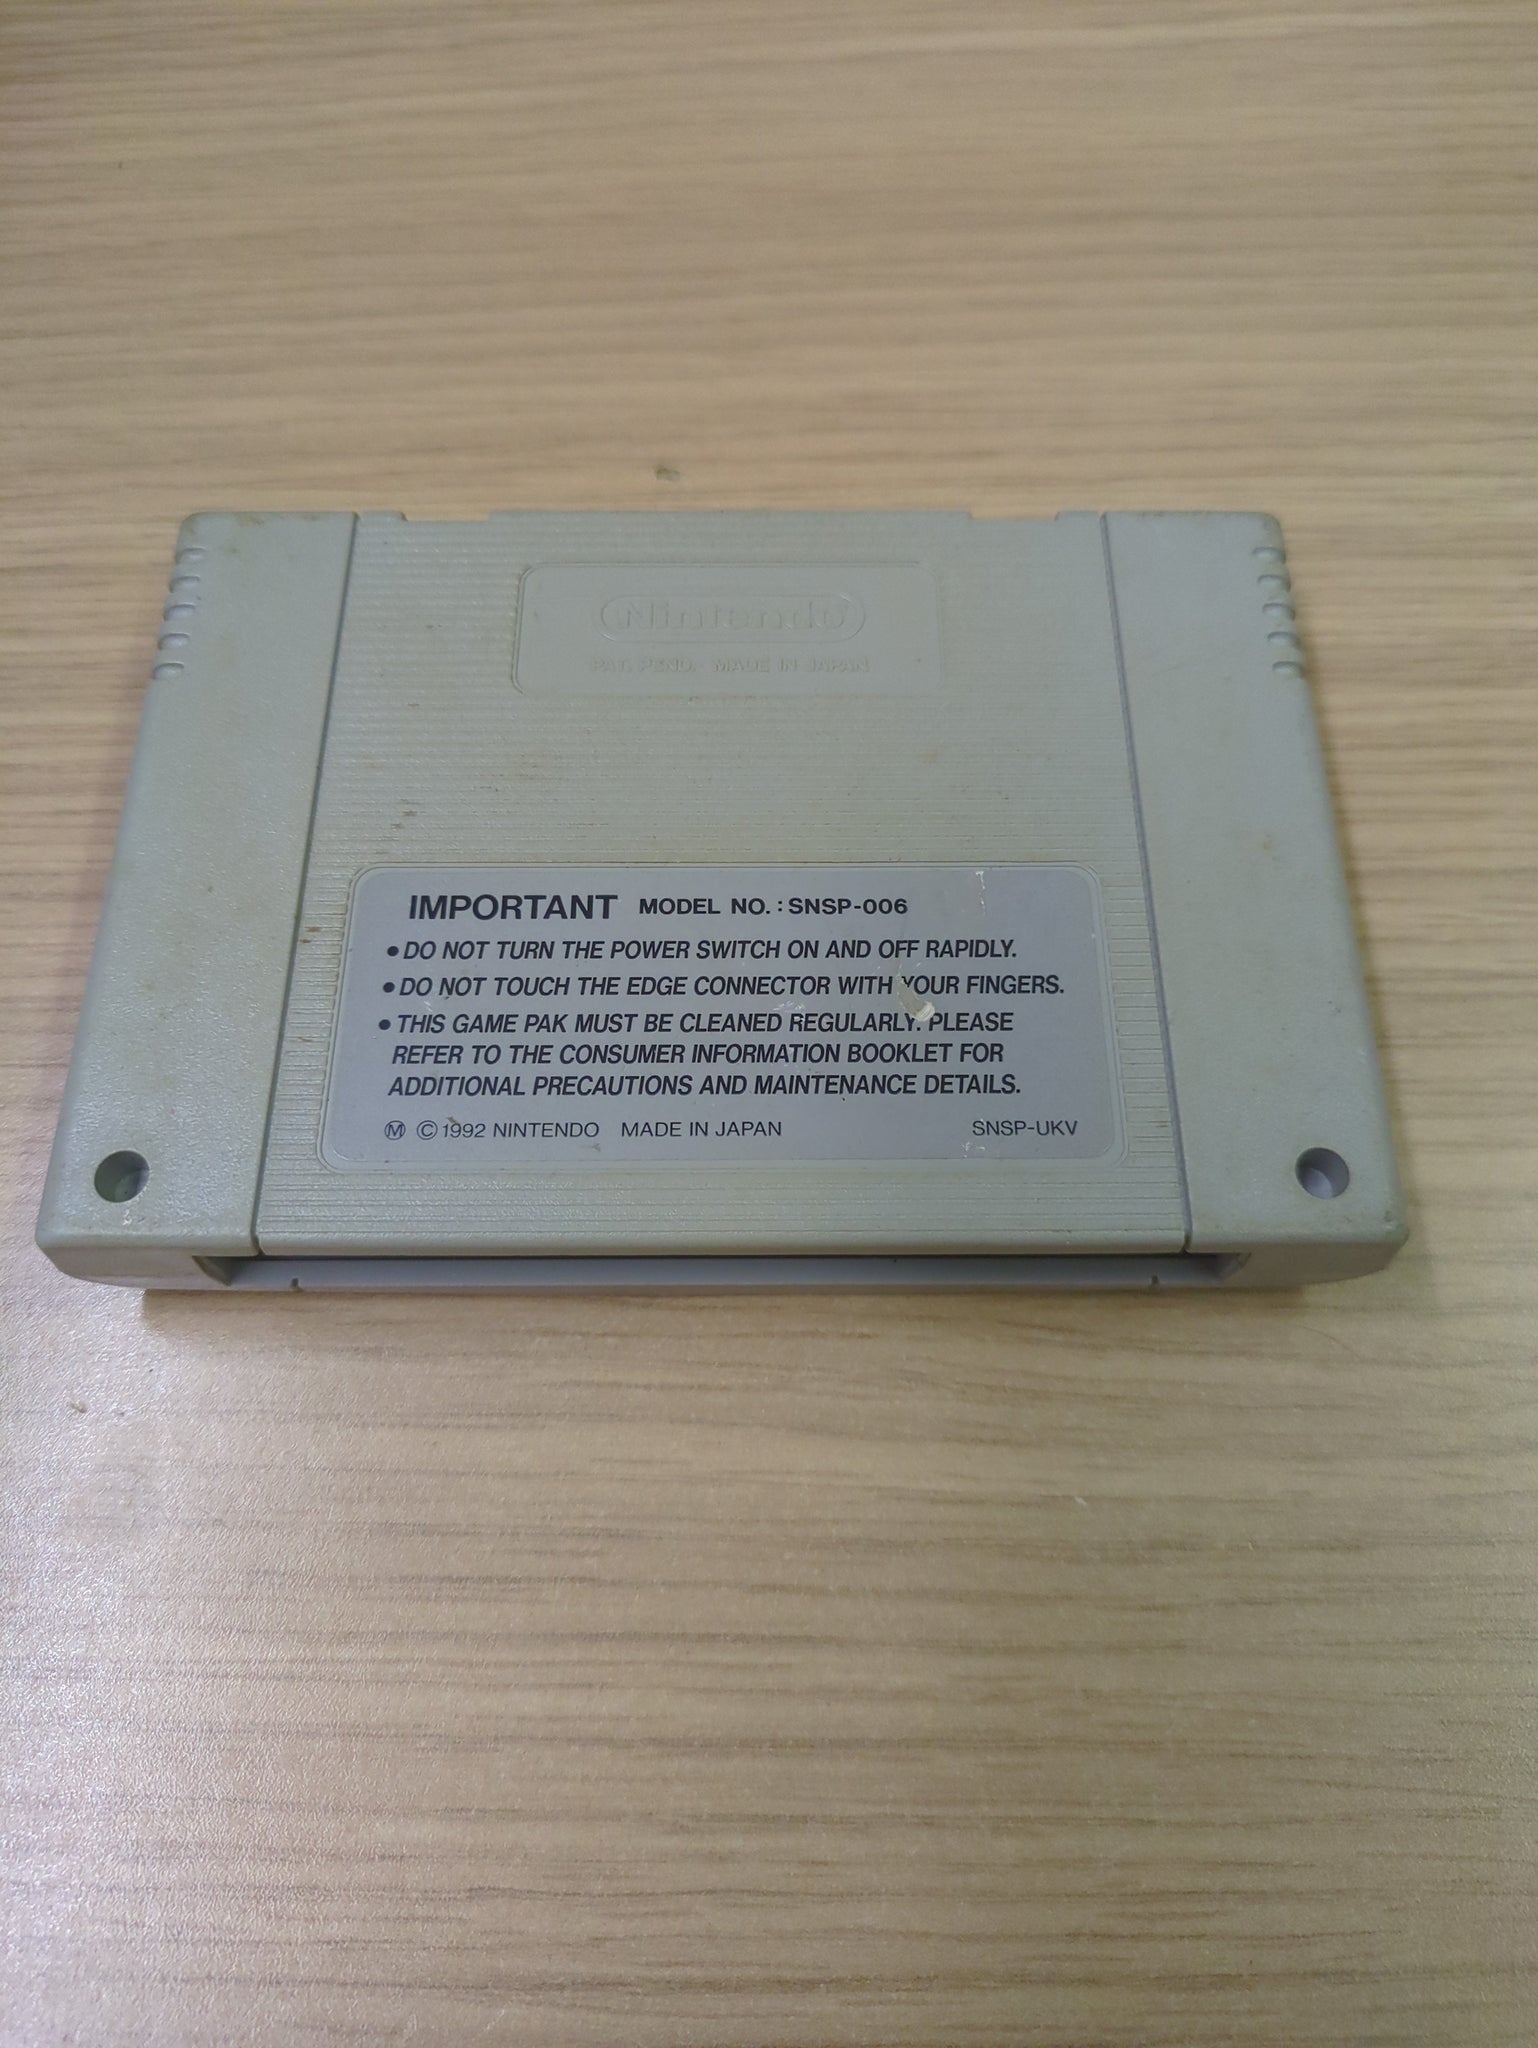 Nintendo
PAT. PEND. MADE IN JAPAN
IMPORTANT MODEL NO. : SNSP-006
• DO NOT TURN THE POWER SWITCH ON AND OFF RAPIDLY.
• DO NOT TOUCH THE EDGE CONNECTOR WITH YOUR FINGERS.
• THIS GAME PAK MUST BE CLEANED REGULARLY. PLEASE
REFER TO THE CONSUMER INFORMATION BOOKLET FOR
ADDITIONAL PRECAUTIONS AND MAINTENANCE DETAILS.
Ⓜ © 1992 NINTENDO MADE IN JAPAN SNSP-UKV